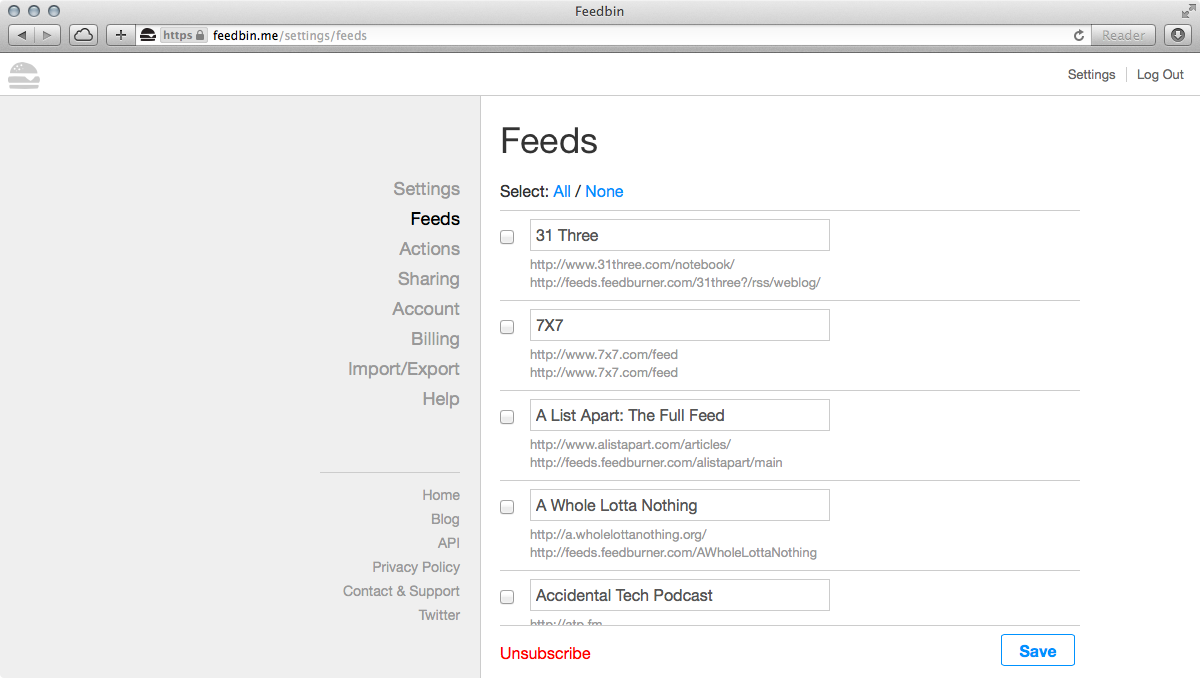 Feedbin
https feedbin.me/settings/feeds
Reader
Settings
Log Out
Settings
Feeds
Actions
Sharing
Account
Billing
Import/Export
Help
Home
Blog
API
Privacy Policy
Contact & Support
Twitter
Feeds
Select: All / None
31 Three
http://www.31three.com/notebook/
http://feeds.feedburner.com/31three?/rss/weblog/
7X7
http://www.7x7.com/feed
http://www.7x7.com/feed
A List Apart: The Full Feed
http://www.alistapart.com/articles/
http://feeds.feedburner.com/alistapart/main
A Whole Lotta Nothing
http://a.wholelottanothing.org/
http://feeds.feedburner.com/AWholeLottaNothing
Accidental Tech Podcast
http://atp.fm
Unsubscribe
Save